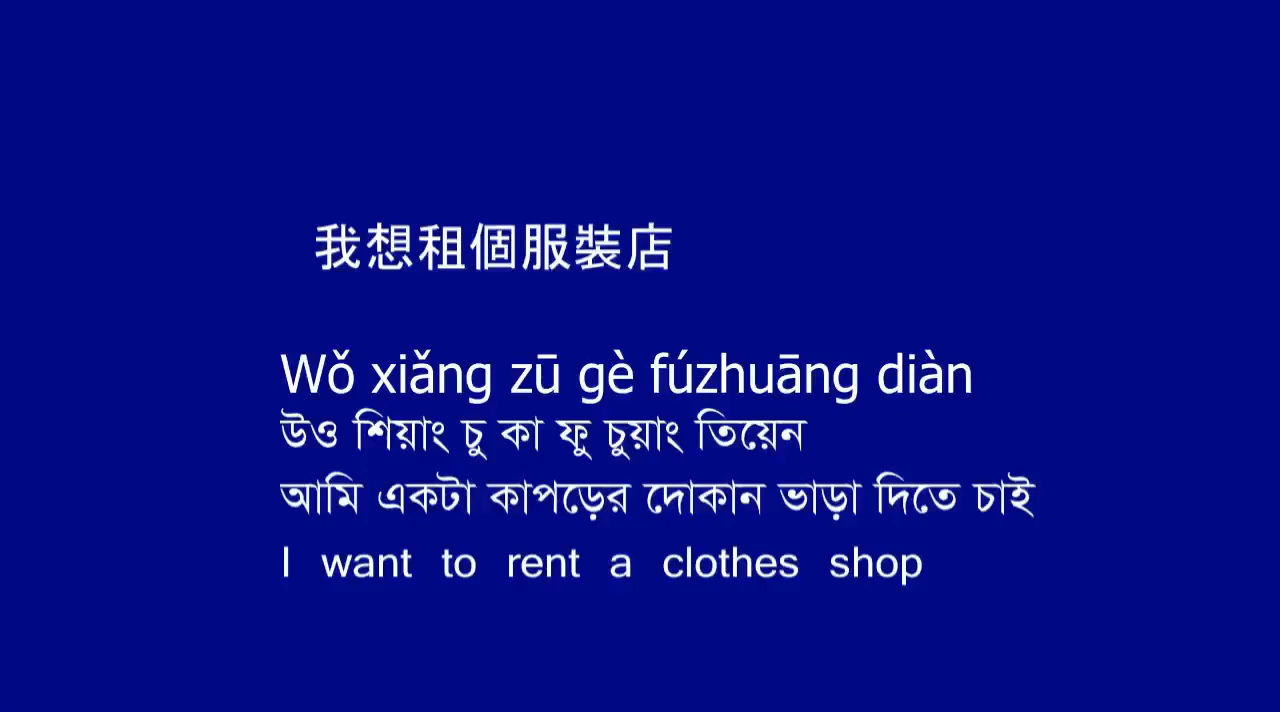 我想租個服裝店
Wǒ xiǎng zū gè fúzhuāng diàn
উও শিয়াং চু কা ফু চুয়াং তিয়েন
আমি একটা কাপড়ের দোকান ভাড়া দিতে চাই
I want to rent a clothes shop